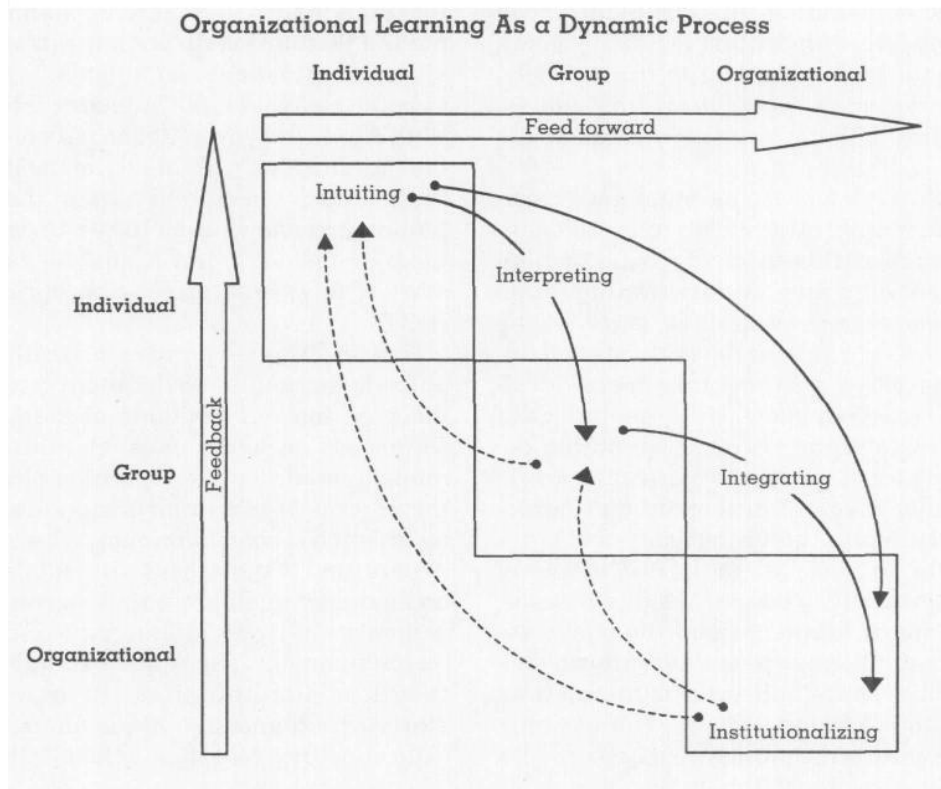 Organizational Learning As a Dynamic Process
Individual
Group
Organizational
Feed forward
Intuiting
Interpreting
Individual
Feedback
Group
Integrating
Organizational
Institutionalizing